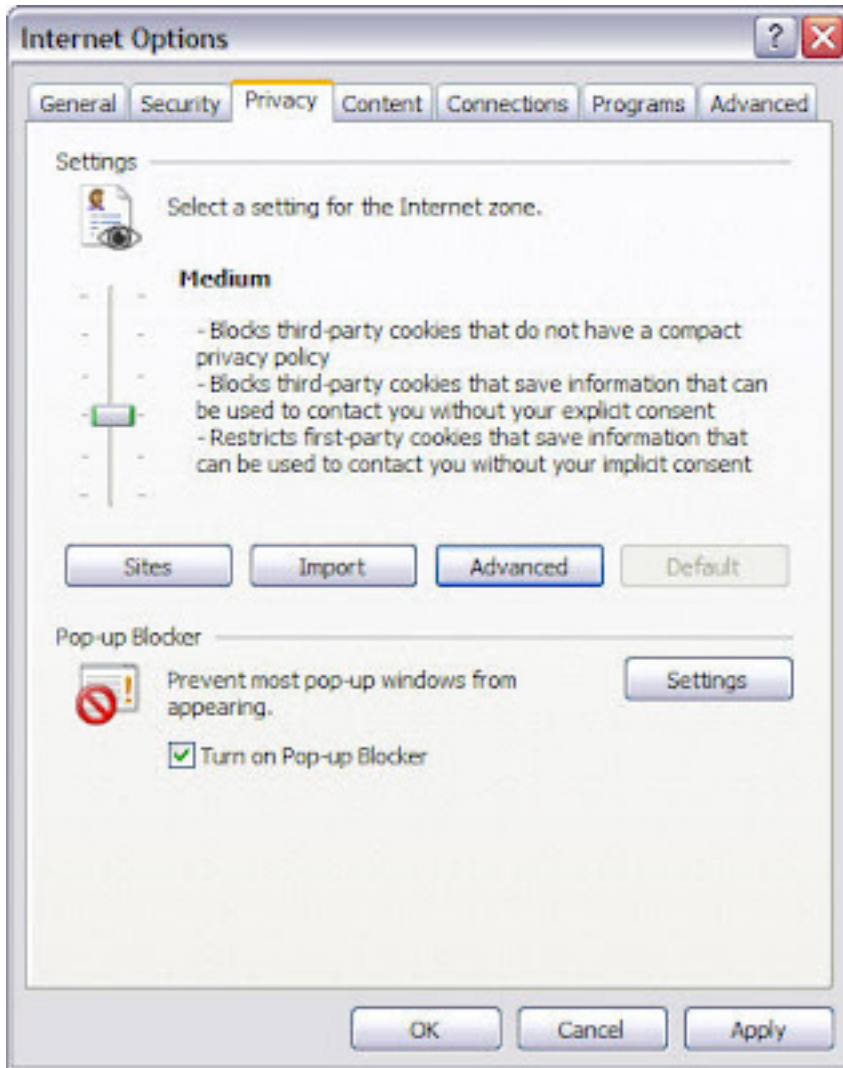 Internet Options
General Security Privacy Content Connections Programs Advanced
Settings
Select a setting for the Internet zone.
Medium
- Blocks third-party cookies that do not have a compact
privacy policy
- Blocks third-party cookies that save information that can
be used to contact you without your explicit consent
- Restricts first-party cookies that save information that
can be used to contact you without your implicit consent
Sites Import Advanced Default
Pop-up Blocker
Prevent most pop-up windows from
appearing.
Settings
Turn on Pop-up Blocker
OK Cancel Apply